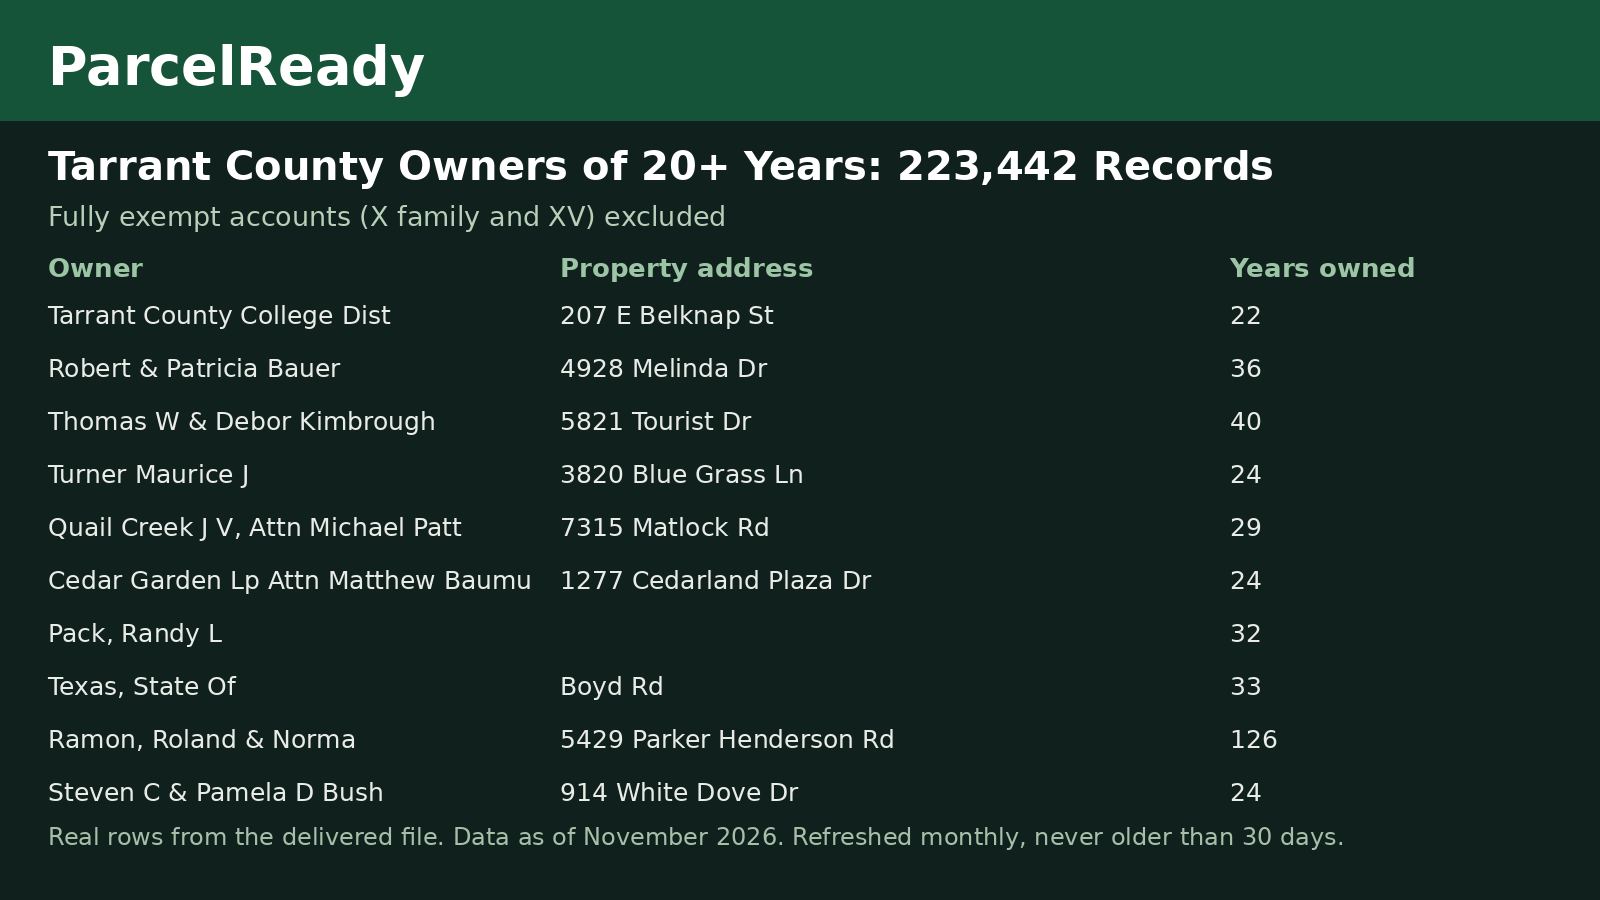 ParcelReady
Tarrant County Owners of 20+ Years: 223,442 Records
Fully exempt accounts (X family and XV) excluded
Owner Property address Years owned
Tarrant County College Dist 207 E Belknap St 22
Robert & Patricia Bauer 4928 Melinda Dr 36
Thomas W & Debor Kimbrough 5821 Tourist Dr 40
Turner Maurice J 3820 Blue Grass Ln 24
Quail Creek J V, Attn Michael Patt 7315 Matlock Rd 29
Cedar Garden Lp Attn Matthew Baumu 1277 Cedarland Plaza Dr 24
Pack, Randy L 32
Texas, State Of Boyd Rd 33
Ramon, Roland & Norma 5429 Parker Henderson Rd 126
Steven C & Pamela D Bush 914 White Dove Dr 24
Real rows from the delivered file. Data as of November 2026. Refreshed monthly, never older than 30 days.